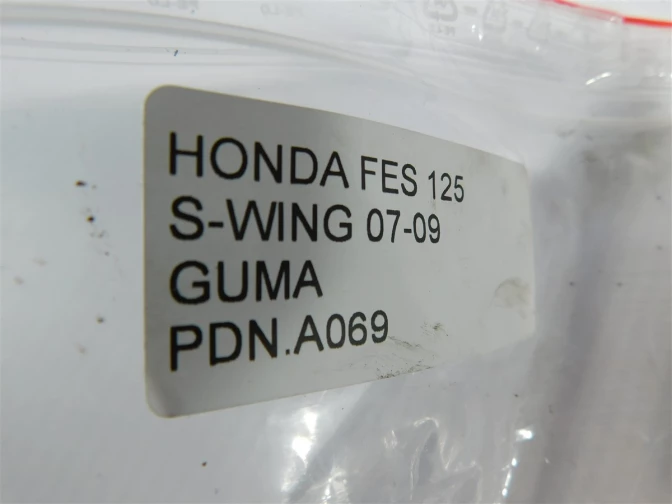 HONDA FES 125
S-WING 07-09
GUMA
PDN.A069